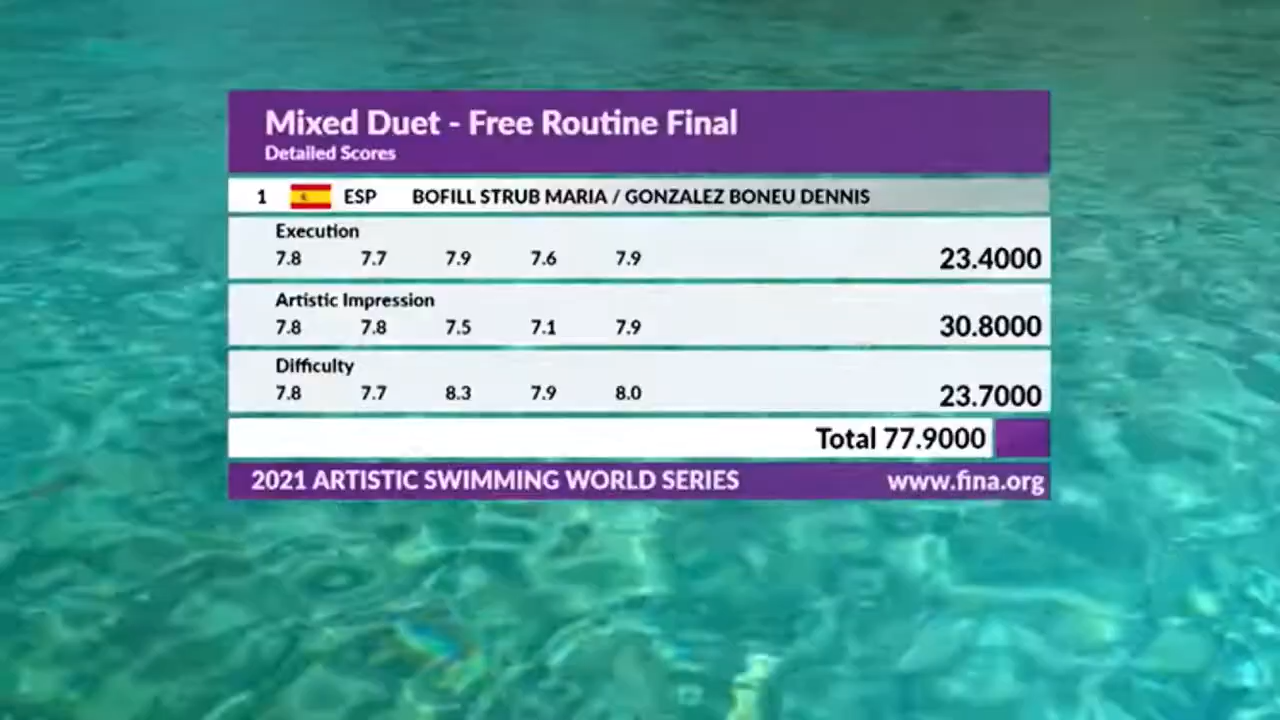 Mixed Duet - Free Routine Final
Detailed Scores
1 ESP BOFILL STRUB MARIA / GONZALEZ BONEU DENNIS
Execution
7.8 7.7 7.9 7.6 7.9 23.4000
Artistic Impression
7.8 7.8 7.5 7.1 7.9 30.8000
Difficulty
7.8 7.7 8.3 7.9 8.0 23.7000
Total 77.9000
2021 ARTISTIC SWIMMING WORLD SERIES www.fina.org